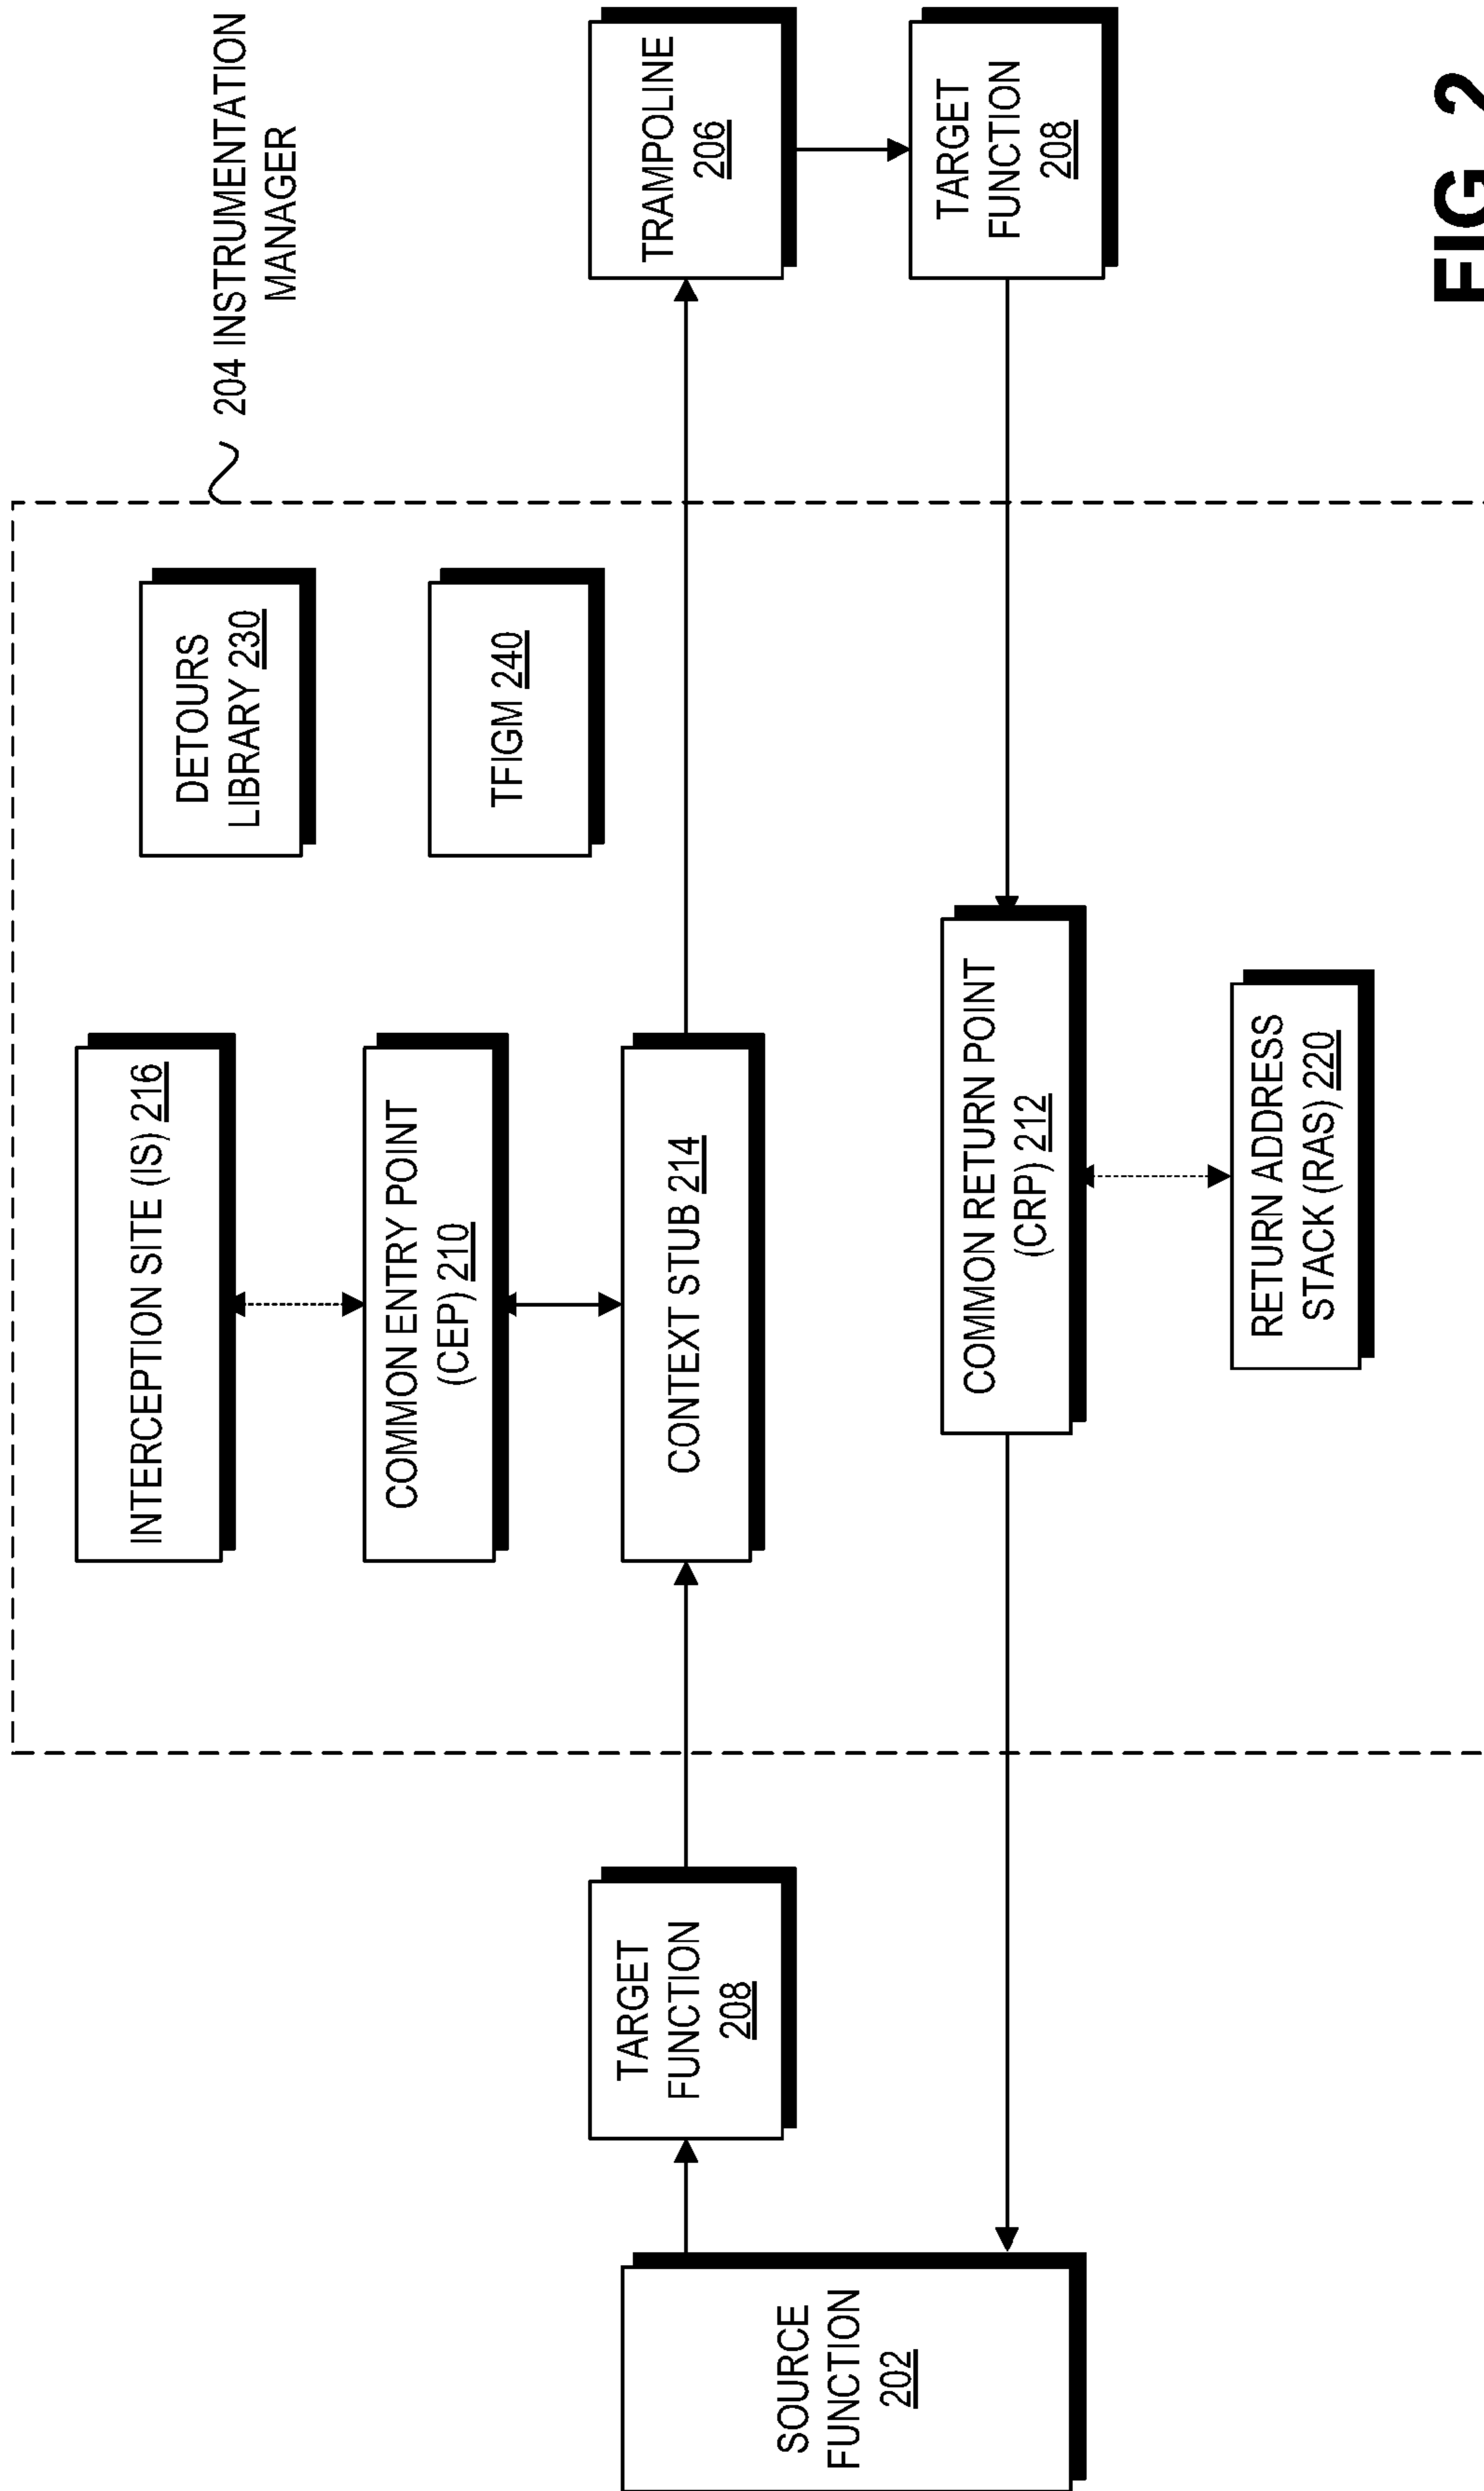 204 INSTRUMENTATION
MANAGER
INTERCEPTION SITE (IS) 216
DETOURS
LIBRARY 230
COMMON ENTRY POINT
(CEP) 210
TFIGM 240
SOURCE
FUNCTION
202
TARGET
FUNCTION
208
CONTEXT STUB 214
TRAMPOLINE
206
COMMON RETURN POINT
(CRP) 212
TARGET
FUNCTION
208
RETURN ADDRESS
STACK (RAS) 220
FIG. 2